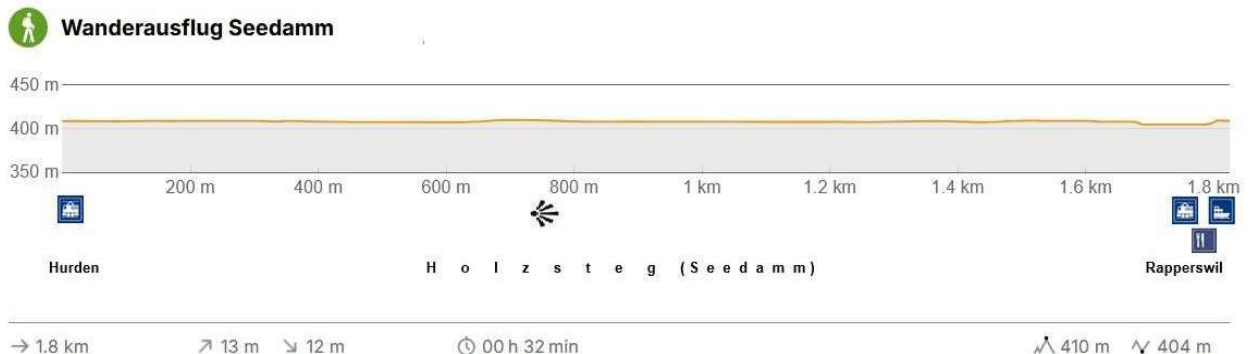 Wanderausflug Seedamm
450 m
400 m
350 m
200 m 400 m 600 m 800 m 1 km 1.2 km 1.4 km 1.6 km 1.8 km
Hurden Holzsteg (Seedamm) Rapperswil
1.8 km 13 m 12 m 00 h 32 min 410 m 404 m